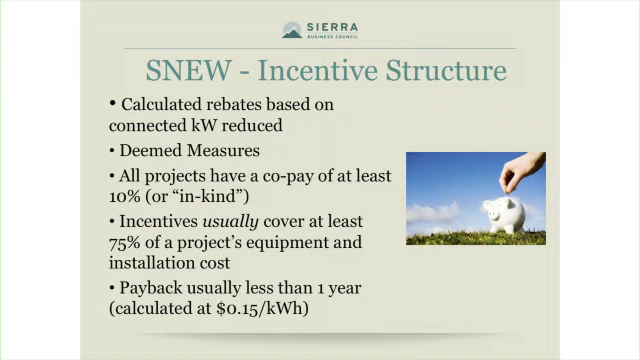 SIERRA
BUSINESS COUNCIL
SNEW - Incentive Structure
• Calculated rebates based on
connected kW reduced
• Deemed Measures
• All projects have a co-pay of at least
10% (or “in-kind”)
• Incentives usually cover at least
75% of a project’s equipment and
installation cost
• Payback usually less than 1 year
(calculated at $0.15/kWh)